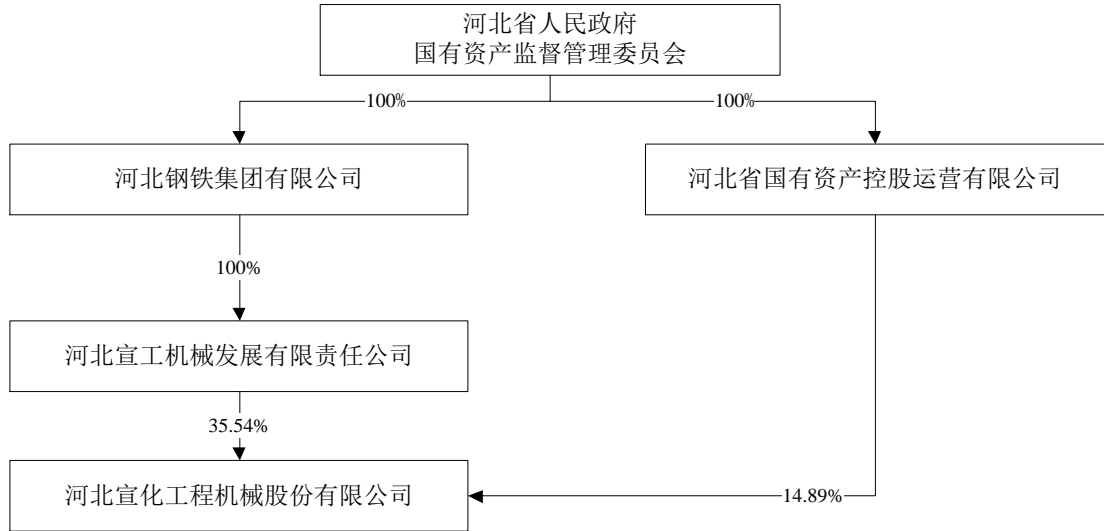 河北省人民政府
国有资产监督管理委员会
100%
100%
河北钢铁集团有限公司
河北省国有资产控股运营有限公司
100%
河北宣工机械发展有限责任公司
35.54%
河北宣化工程机械股份有限公司
14.89%